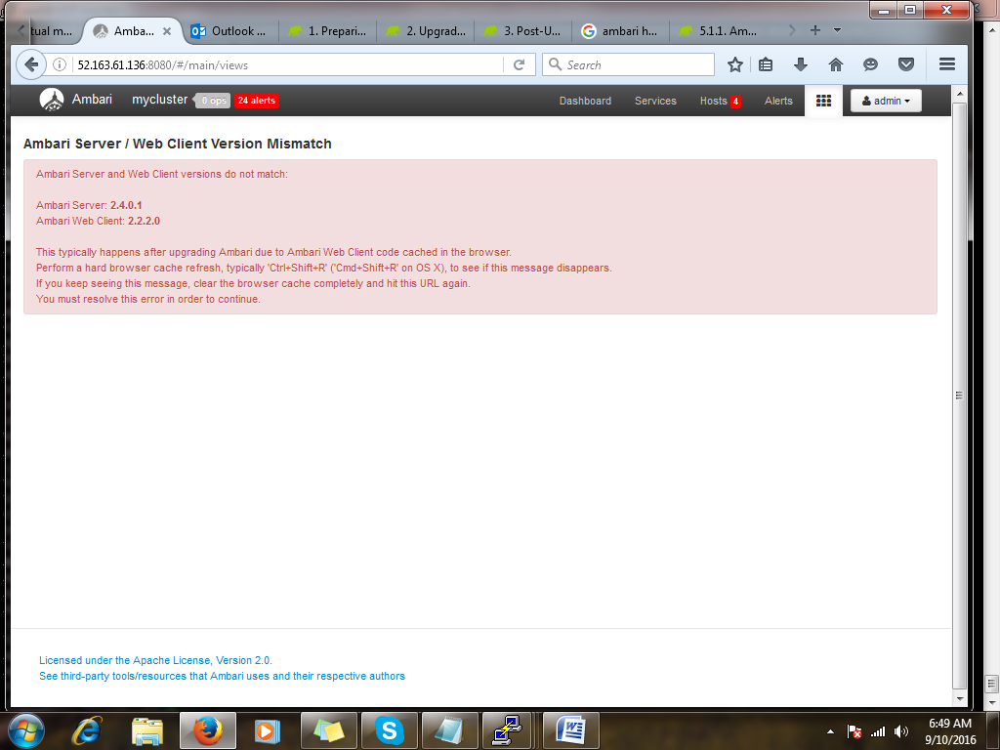 tual m...
Amba...
Outlook ...
1. Prepari...
2. Upgrad...
3. Post-U...
ambari h...
5.1.1. Am...
52.163.61.136:8080/#/main/views
Search
Ambari
mycluster
0 ops
24 alerts
Dashboard
Services
Hosts 4
Alerts
admin
Ambari Server / Web Client Version Mismatch
Ambari Server and Web Client versions do not match:
Ambari Server: 2.4.0.1
Ambari Web Client: 2.2.2.0
This typically happens after upgrading Ambari due to Ambari Web Client code cached in the browser.
Perform a hard browser cache refresh, typically 'Ctrl+Shift+R' ('Cmd+Shift+R' on OS X), to see if this message disappears.
If you keep seeing this message, clear the browser cache completely and hit this URL again.
You must resolve this error in order to continue.
Licensed under the Apache License, Version 2.0.
See third-party tools/resources that Ambari uses and their respective authors
6:49 AM
9/10/2016